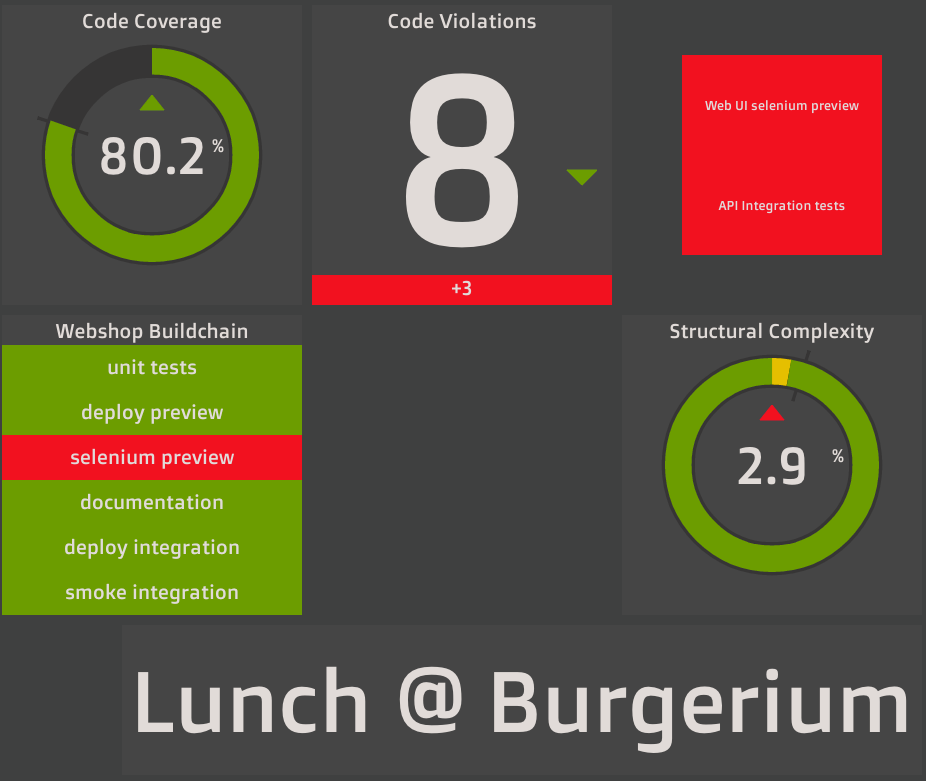 Code Coverage
80.2 %
Code Violations
8
+3
Web UI selenium preview
API Integration tests
Webshop Buildchain
unit tests
deploy preview
selenium preview
documentation
deploy integration
smoke integration
Structural Complexity
2.9 %
Lunch @ Burgerium